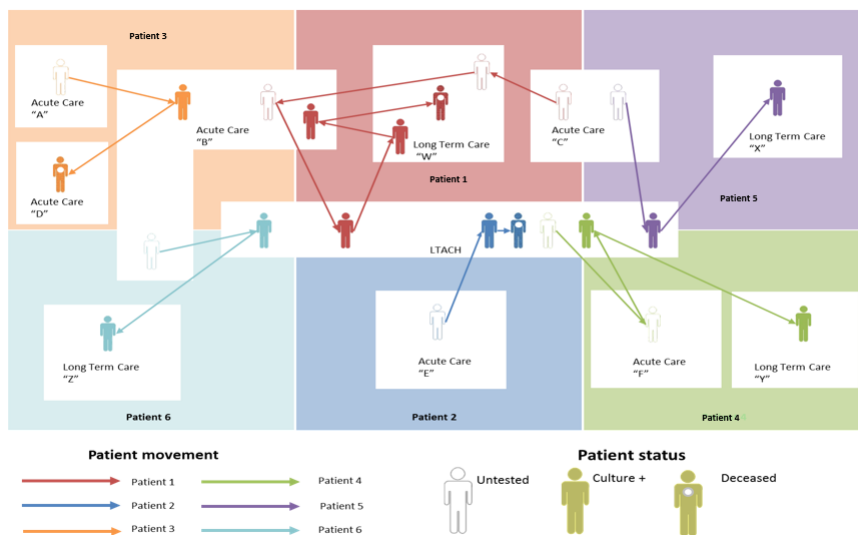 Patient 3
Acute Care
"A"
Acute Care
"B"
Long Term Care
"W"
Acute Care
"C"
Long Term Care
"X"
Patient 1
Acute Care
"D"
Patient 5
LTACH
Long Term Care
"Z"
Acute Care
"E"
Acute Care
"F"
Long Term Care
"Y"
Patient 6
Patient 2
Patient 4
Patient movement
Patient 1
Patient 2
Patient 3
Patient 4
Patient 5
Patient 6
Patient status
Untested
Culture +
Deceased